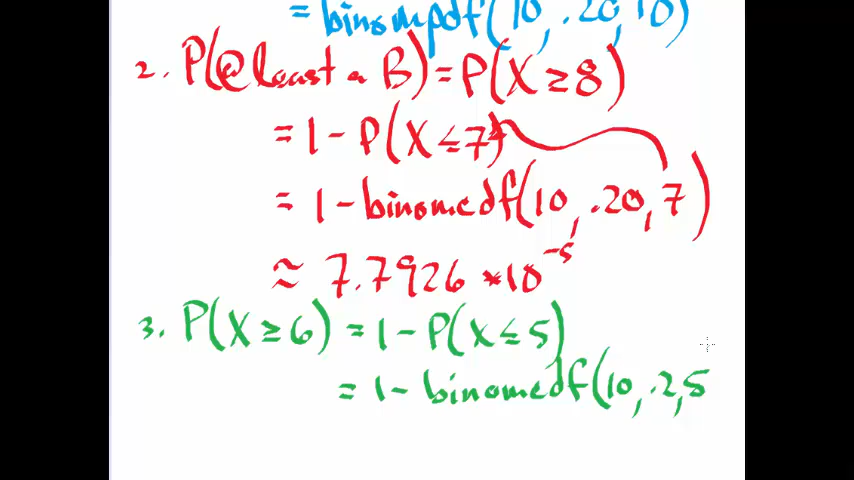 = binompdf(10, .20, 10)
2. P(@ least a B) = P(X ≥ 8)
= 1 - P(X ≤ 7)
= 1 - binomcdf(10, .20, 7)
≈ 7.7926 * 10^-5
3. P(X ≥ 6) = 1 - P(X ≤ 5)
= 1 - binomcdf(10, .2, 5